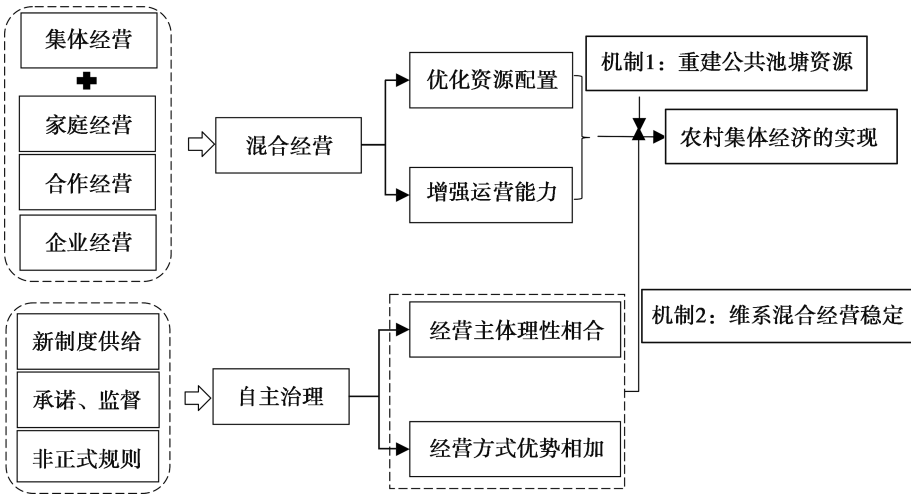 集体经营
家庭经营
合作经营
企业经营
混合经营
优化资源配置
增强运营能力
机制1：重建公共池塘资源
农村集体经济的实现
机制2：维系混合经营稳定
新制度供给
承诺、监督
非正式规则
自主治理
经营主体理性相合
经营方式优势相加